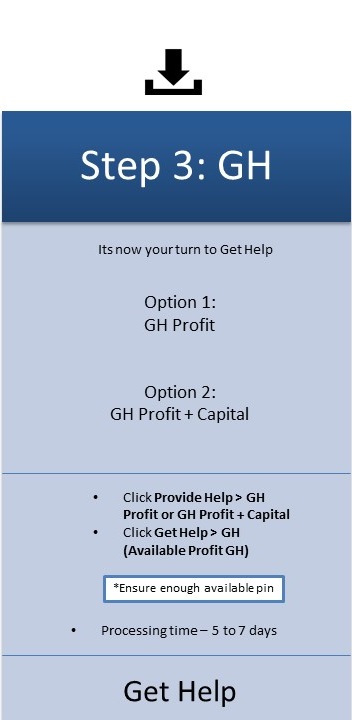 Step 3: GH
Its now your turn to Get Help
Option 1:
GH Profit
Option 2:
GH Profit + Capital
• Click Provide Help > GH
Profit or GH Profit + Capital
• Click Get Help > GH
(Available Profit GH)
*Ensure enough available pin
• Processing time – 5 to 7 days
Get Help